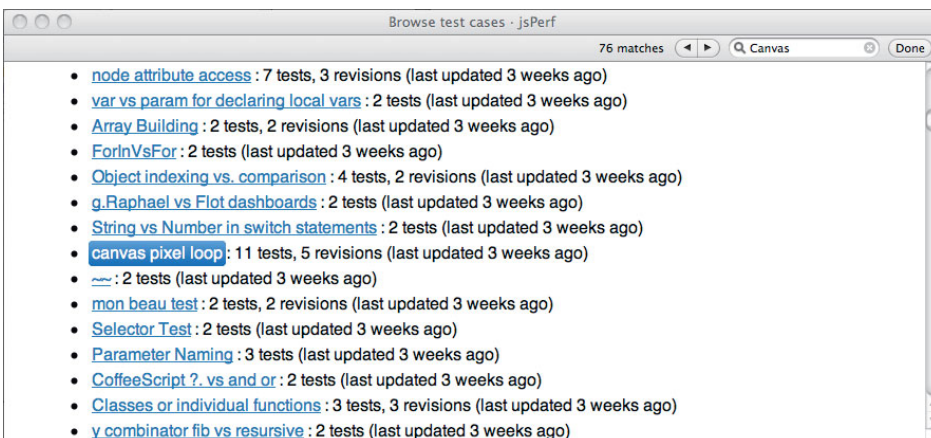 Browse test cases · jsPerf
76 matches Canvas Done
node attribute access : 7 tests, 3 revisions (last updated 3 weeks ago)
var vs param for declaring local vars : 2 tests (last updated 3 weeks ago)
Array Building : 2 tests, 2 revisions (last updated 3 weeks ago)
ForInVsFor : 2 tests (last updated 3 weeks ago)
Object indexing vs. comparison : 4 tests, 2 revisions (last updated 3 weeks ago)
g.Raphael vs Flot dashboards : 2 tests (last updated 3 weeks ago)
String vs Number in switch statements : 2 tests (last updated 3 weeks ago)
canvas pixel loop : 11 tests, 5 revisions (last updated 3 weeks ago)
~~ : 2 tests (last updated 3 weeks ago)
mon beau test : 2 tests, 2 revisions (last updated 3 weeks ago)
Selector Test : 2 tests (last updated 3 weeks ago)
Parameter Naming : 3 tests (last updated 3 weeks ago)
CoffeeScript ?. vs and or : 2 tests (last updated 3 weeks ago)
Classes or individual functions : 3 tests, 3 revisions (last updated 3 weeks ago)
y combinator fib vs resursive : 2 tests (last updated 3 weeks ago)